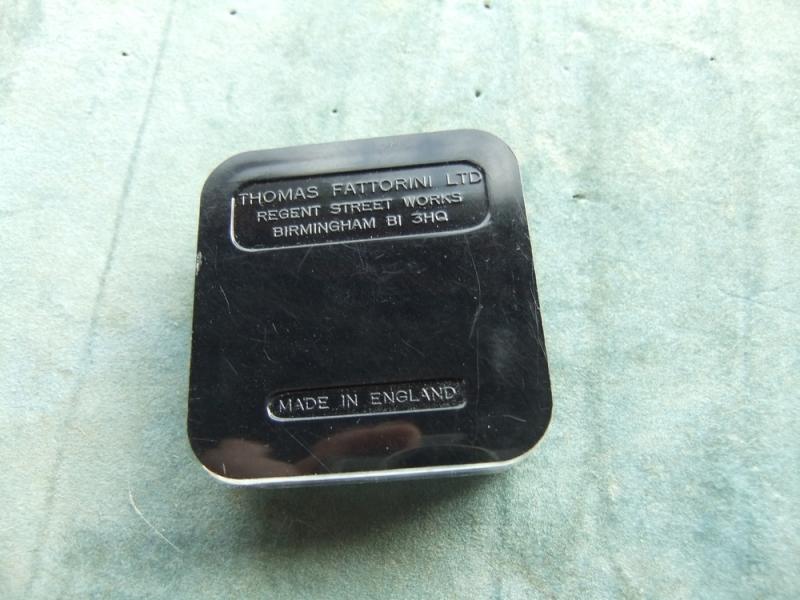 THOMAS FATTORINI LTD
REGENT STREET WORKS
BIRMINGHAM B1 3HQ
MADE IN ENGLAND